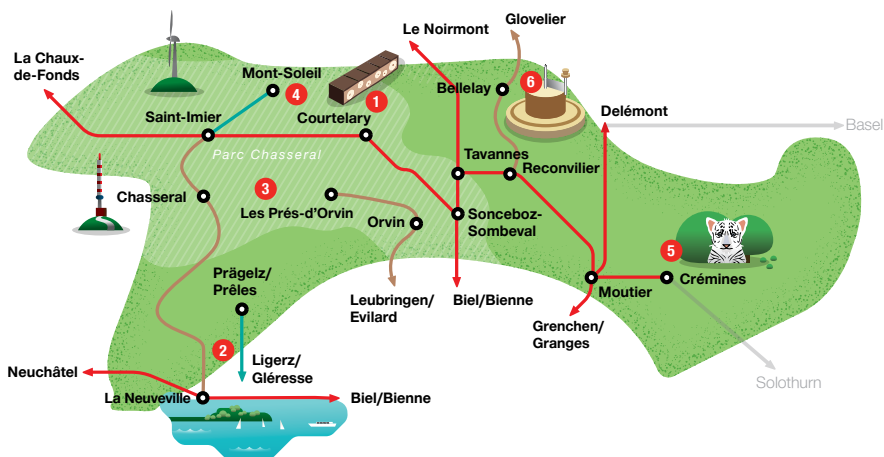 Glovelier
Le Noirmont
La Chaux-
de-Fonds
Mont-Soleil
4
1
6
Bellelay
Saint-Imier
Courtelary
Delémont
Basel
Parc Chasseral
Tavannes
Reconvilier
Chasseral
3
Les Prés-d'Orvin
Orvin
Sonceboz-
Sombeval
5
Prägelz/
Prêles
Moutier
Crémines
Leubringen/
Evilard
Biel/Bienne
Grenchen/
Granges
2
Neuchâtel
Ligerz/
Gléresse
Solothurn
La Neuveville
Biel/Bienne